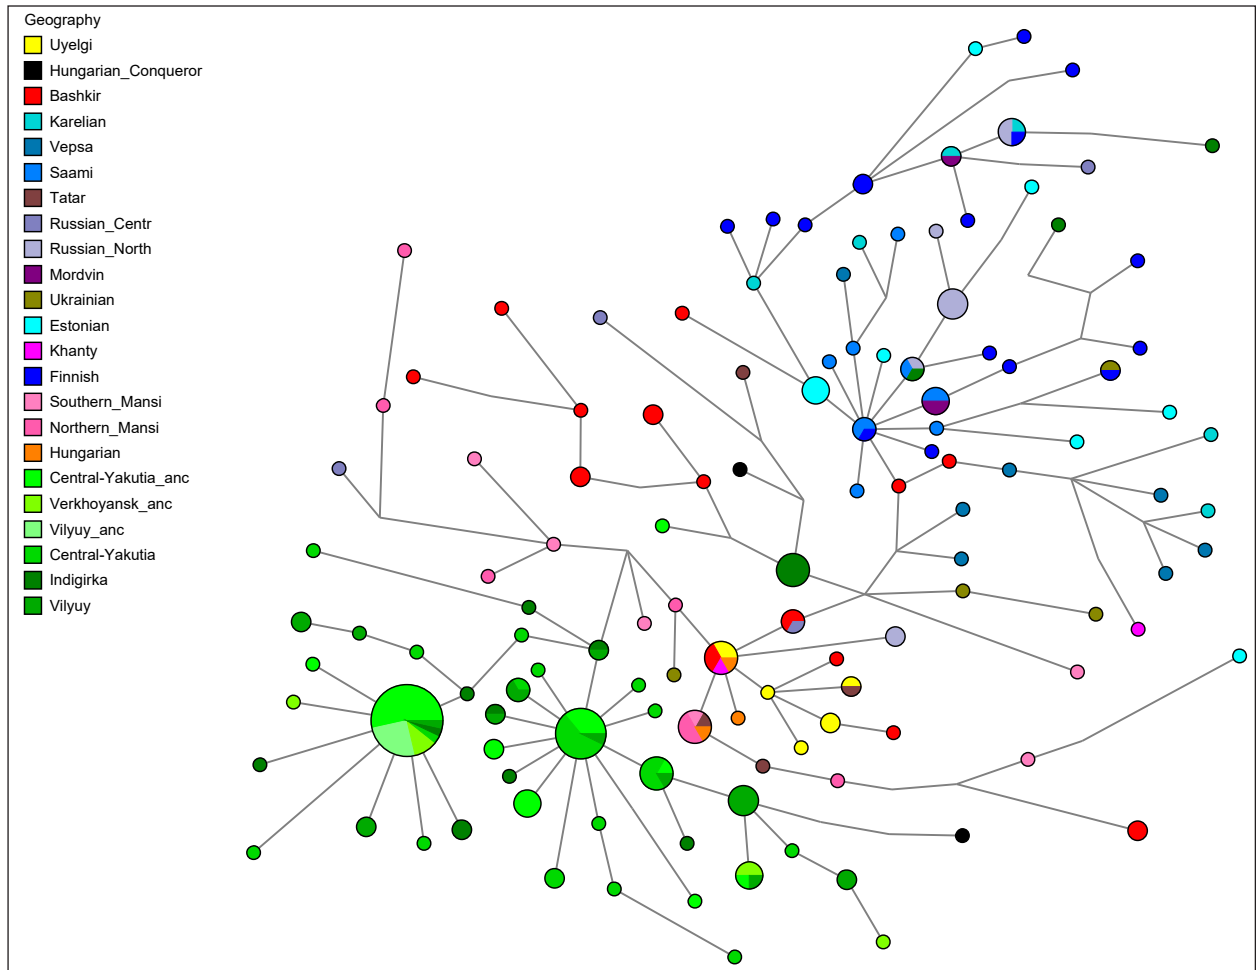 Geography
Uyelgi
Hungarian_Conqueror
Bashkir
Karelian
Vepsa
Saami
Tatar
Russian_Centr
Russian_North
Mordvin
Ukrainian
Estonian
Khanty
Finnish
Southern_Mansi
Northern_Mansi
Hungarian
Central-Yakutia_anc
Verkhoyansk_anc
Vilyuy_anc
Central-Yakutia
Indigirka
Vilyuy